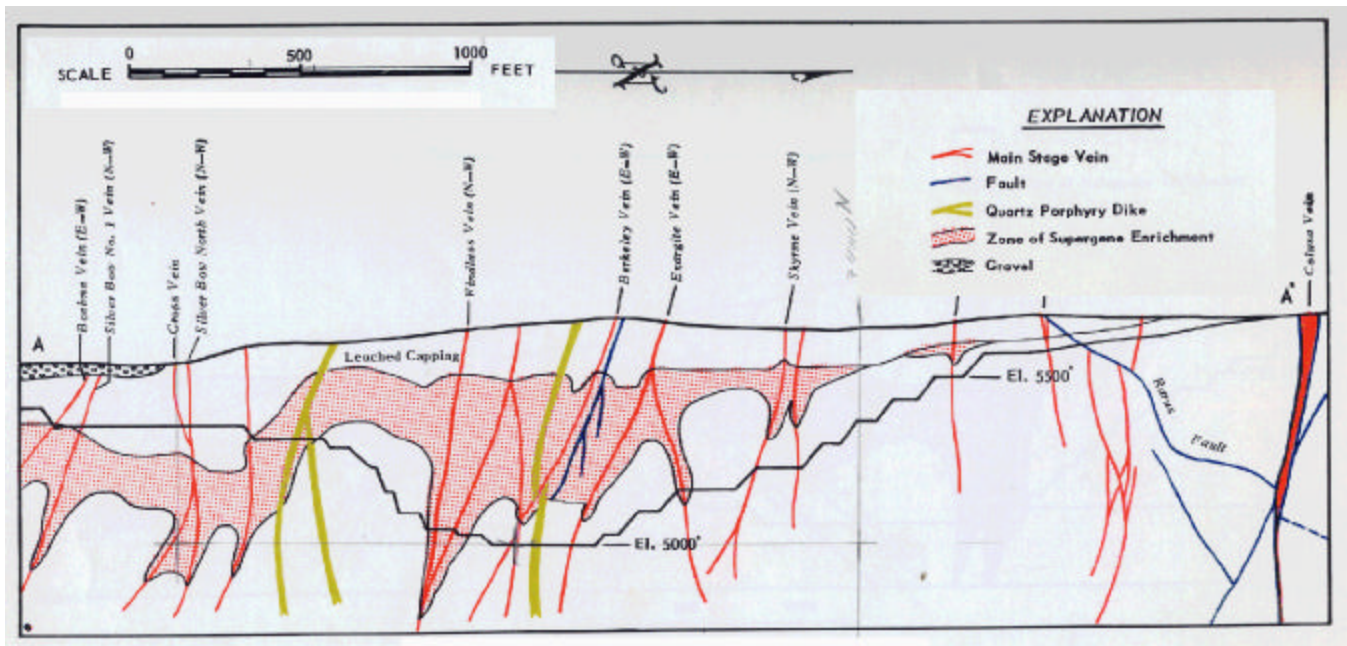 0 500 1000
SCALE FEET
EXPLANATION
Main Stage Vein
Fault
Quartz Porphyry Dike
Zone of Supergene Enrichment
Gravel
Silver Bow No. 1 Vein (N-W)
Cross Vein
Silver Bow North Vein (N-W)
Windlass Vein (N-W)
Berkeley Vein (E-W)
Enargite Vein (E-W)
Skyrme Vein (N-W)
Colusa Vein
A
A"
Leached Capping
El. 5500'
El. 5000'
Rarus
Fault